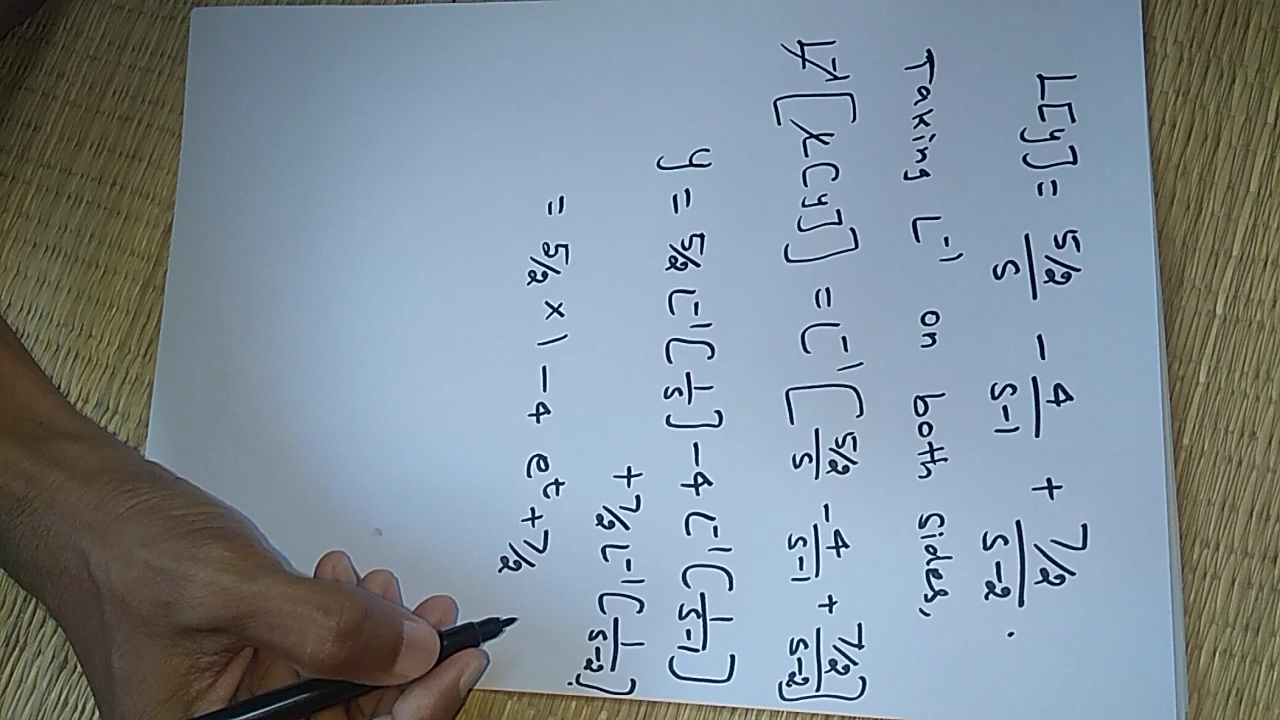 L[y] = 5/2/s - 4/s-1 + 7/2/s-2.
Taking L⁻¹ on both sides,
L⁻¹[L[y]] = L⁻¹[5/2/s - 4/s-1 + 7/2/s-2]
y = 5/2 L⁻¹[1/s] - 4 L⁻¹[1/s-1]
+ 7/2 L⁻¹[1/s-2]
= 5/2 × 1 - 4 eᵗ + 7/2